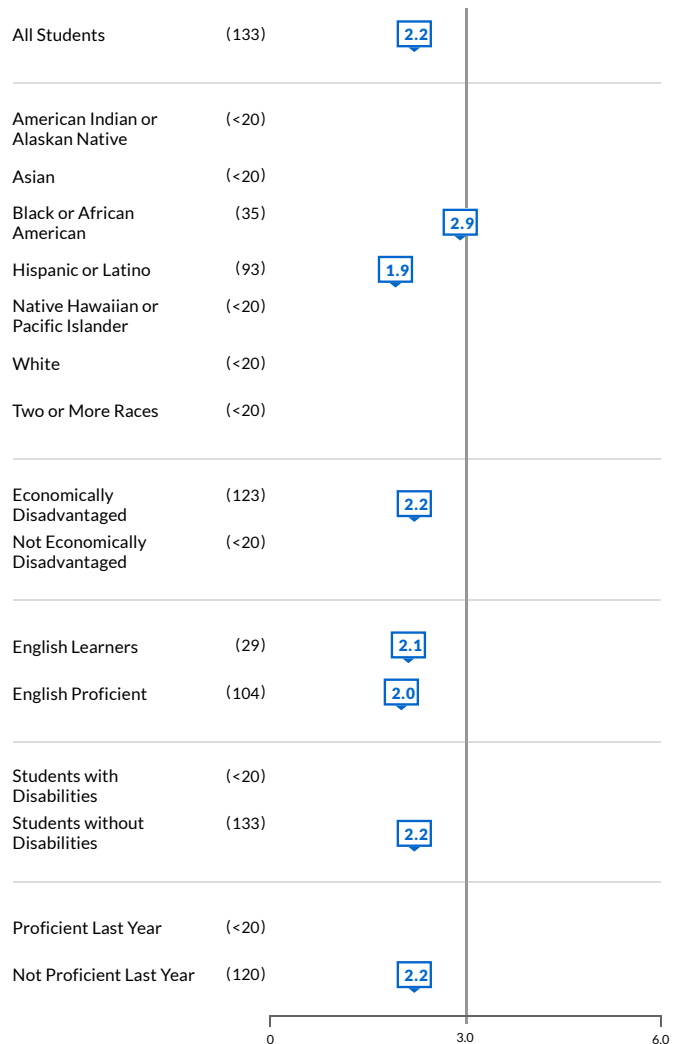 All Students (133) 2.2
American Indian or (<20)
Alaskan Native
Asian (<20)
Black or African (35) 2.9
American
Hispanic or Latino (93) 1.9
Native Hawaiian or (<20)
Pacific Islander
White (<20)
Two or More Races (<20)
Economically (123) 2.2
Disadvantaged
Not Economically (<20)
Disadvantaged
English Learners (29) 2.1
English Proficient (104) 2.0
Students with (<20)
Disabilities
Students without (133) 2.2
Disabilities
Proficient Last Year (<20)
Not Proficient Last Year (120) 2.2
0 3.0 6.0